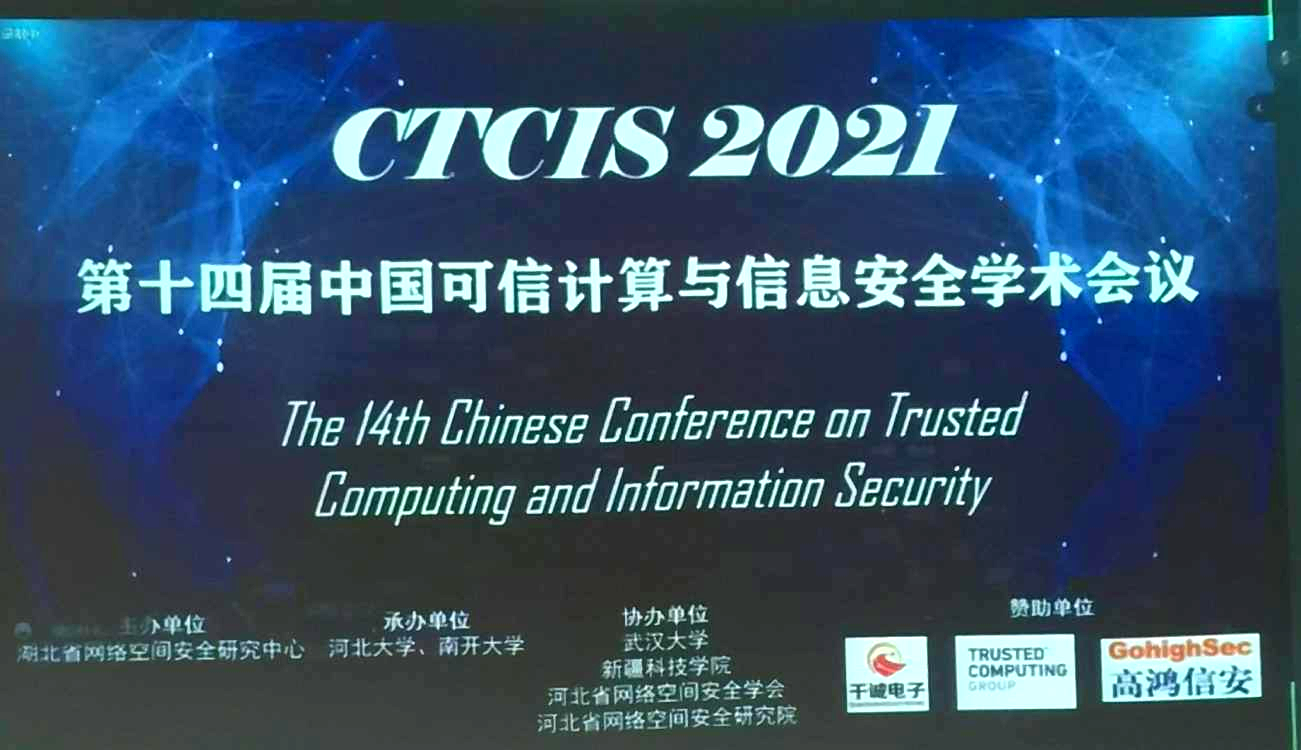 CTCIS 2021
第十四届中国可信计算与信息安全学术会议
The 14th Chinese Conference on Trusted
Computing and Information Security
主办单位
湖北省网络空间安全研究中心
承办单位
河北大学、南开大学
协办单位
武汉大学
新疆科技学院
河北省网络空间安全学会
河北省网络空间安全研究院
赞助单位
干诚电子
TRUSTED
COMPUTING
GROUP
GohighSec
高鸿信安